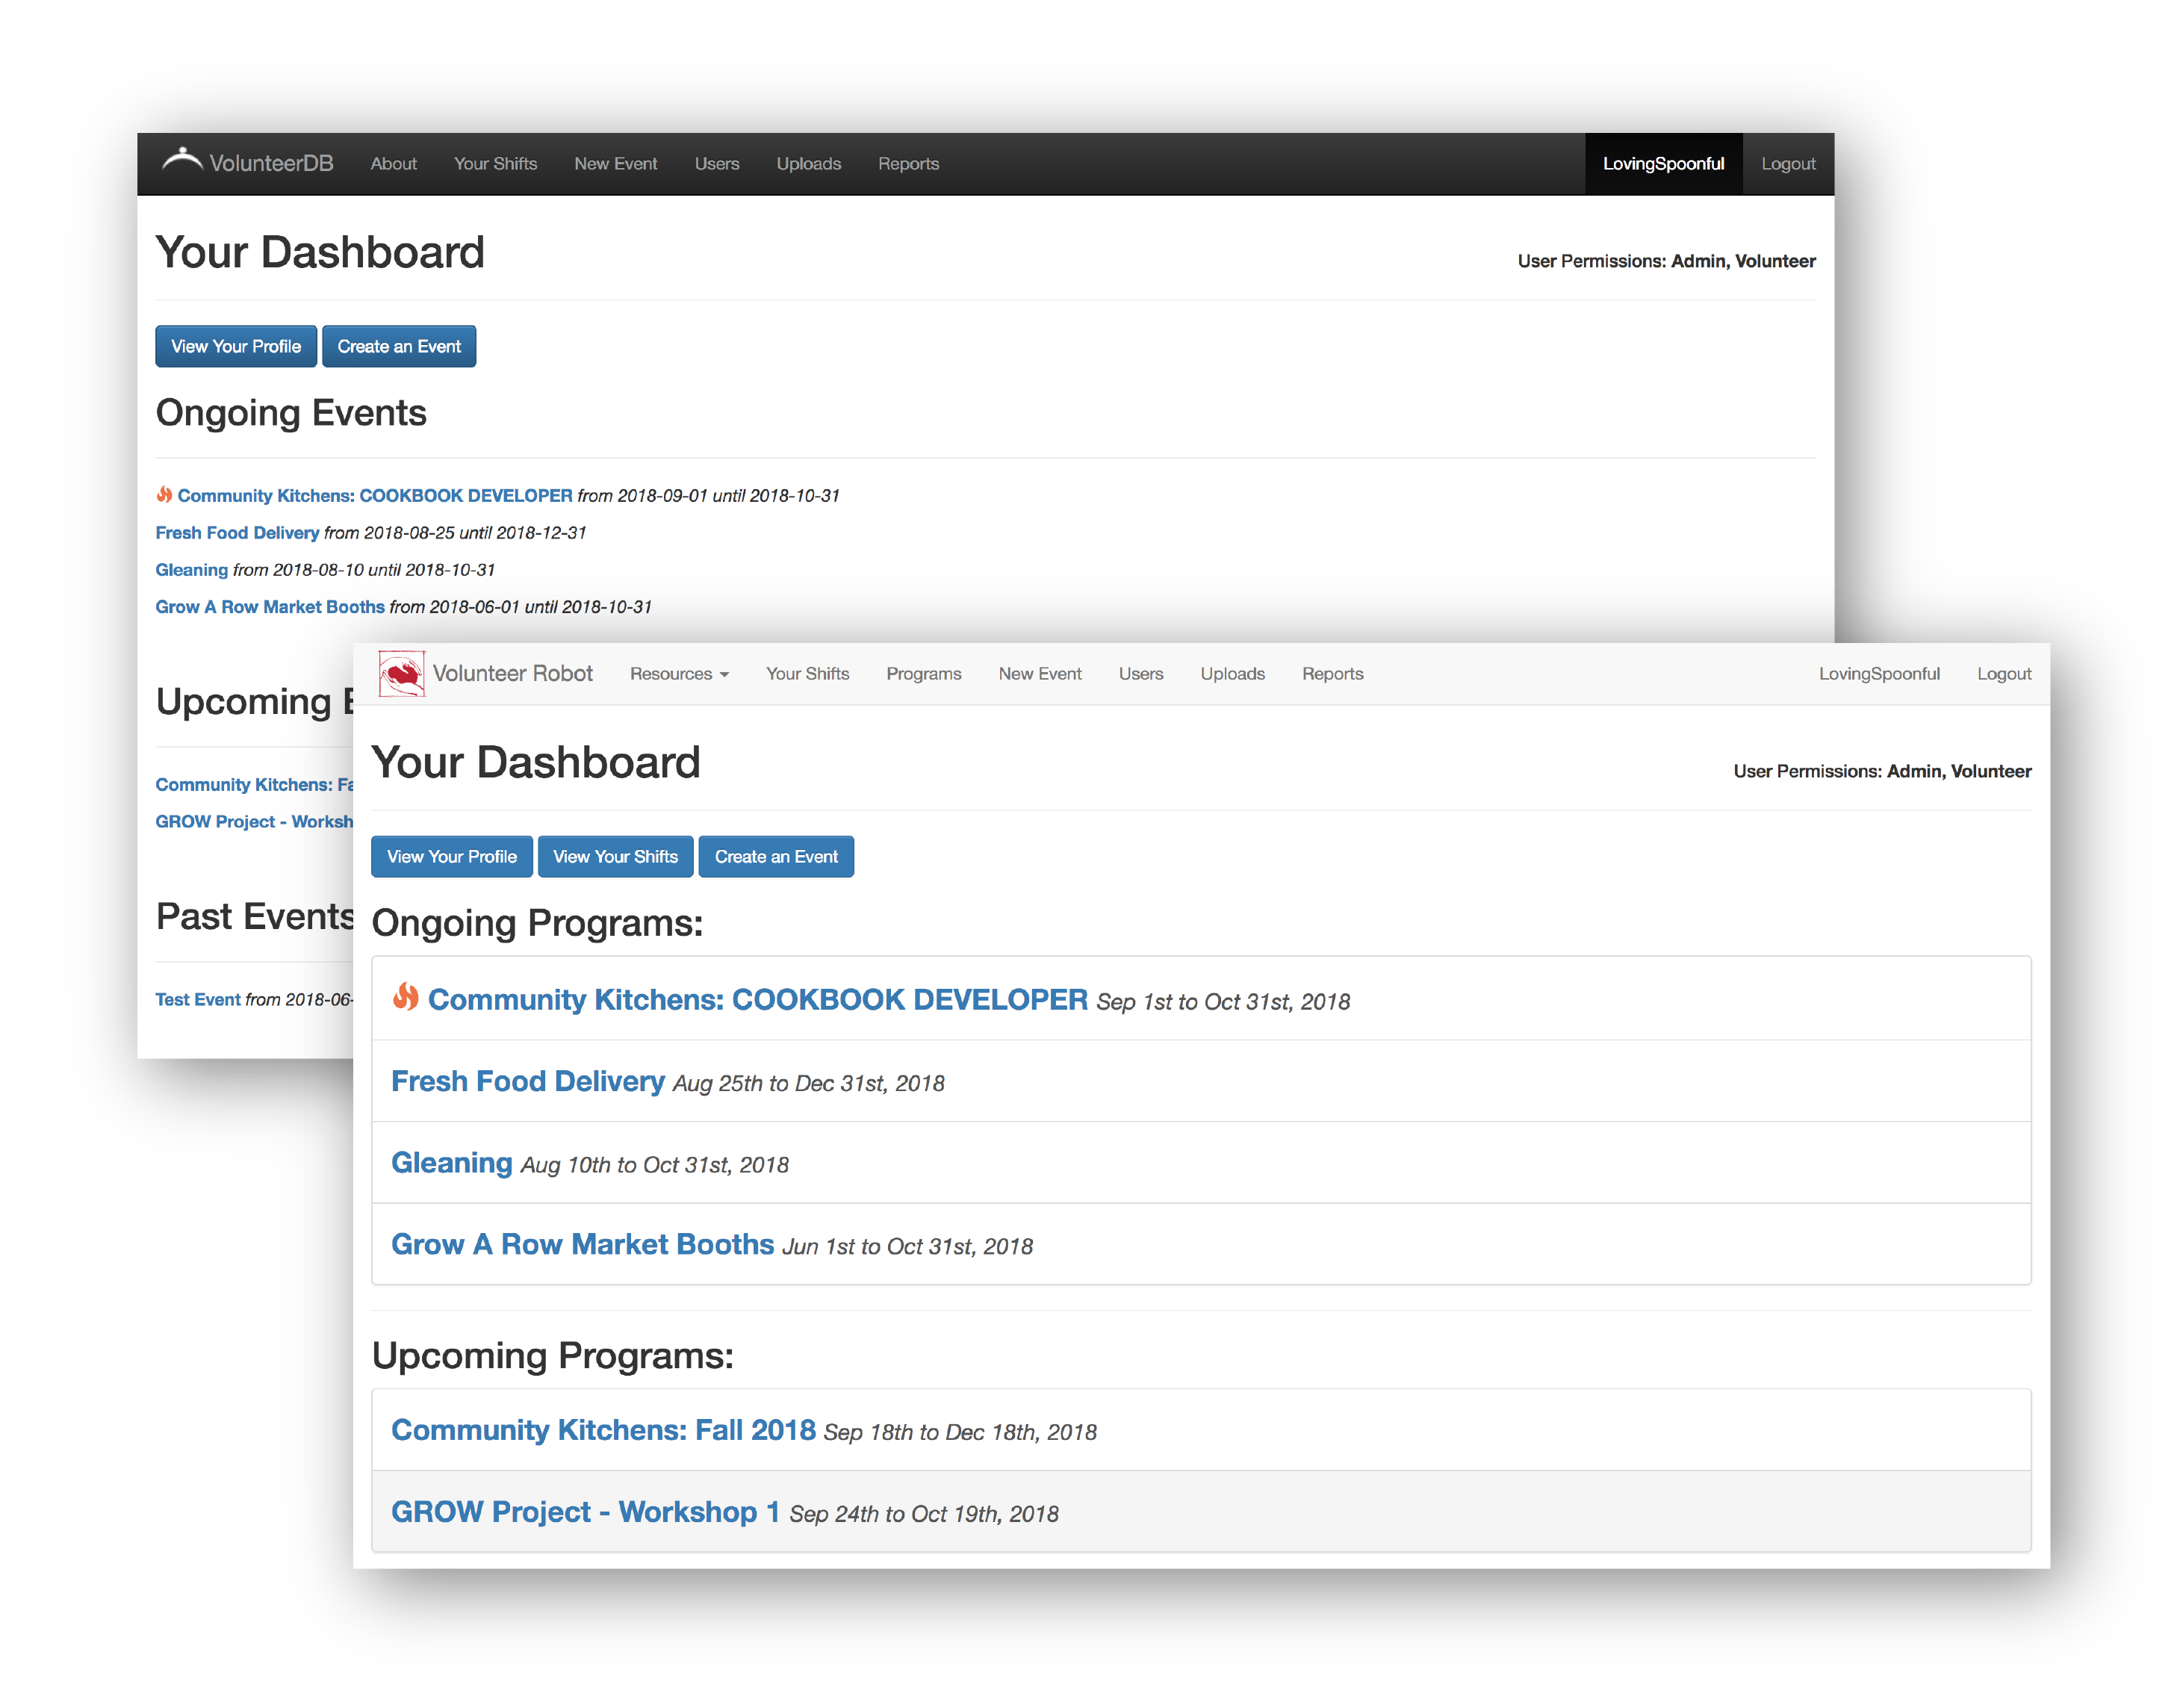 VolunteerDB About Your Shifts New Event Users Uploads Reports LovingSpoonful Logout
Your Dashboard
User Permissions: Admin, Volunteer
View Your Profile Create an Event
Ongoing Events
Community Kitchens: COOKBOOK DEVELOPER from 2018-09-01 until 2018-10-31
Fresh Food Delivery from 2018-08-25 until 2018-12-31
Gleaning from 2018-08-10 until 2018-10-31
Grow A Row Market Booths from 2018-06-01 until 2018-10-31
Upcoming
Community Kitchens:
GROW Project -
Past Events
Test Event from 2018-06-
Volunteer Robot Resources Your Shifts Programs New Event Users Uploads Reports LovingSpoonful Logout
Your Dashboard
User Permissions: Admin, Volunteer
View Your Profile View Your Shifts Create an Event
Ongoing Programs:
Community Kitchens: COOKBOOK DEVELOPER Sep 1st to Oct 31st, 2018
Fresh Food Delivery Aug 25th to Dec 31st, 2018
Gleaning Aug 10th to Oct 31st, 2018
Grow A Row Market Booths Jun 1st to Oct 31st, 2018
Upcoming Programs:
Community Kitchens: Fall 2018 Sep 18th to Dec 18th, 2018
GROW Project - Workshop 1 Sep 24th to Oct 19th, 2018